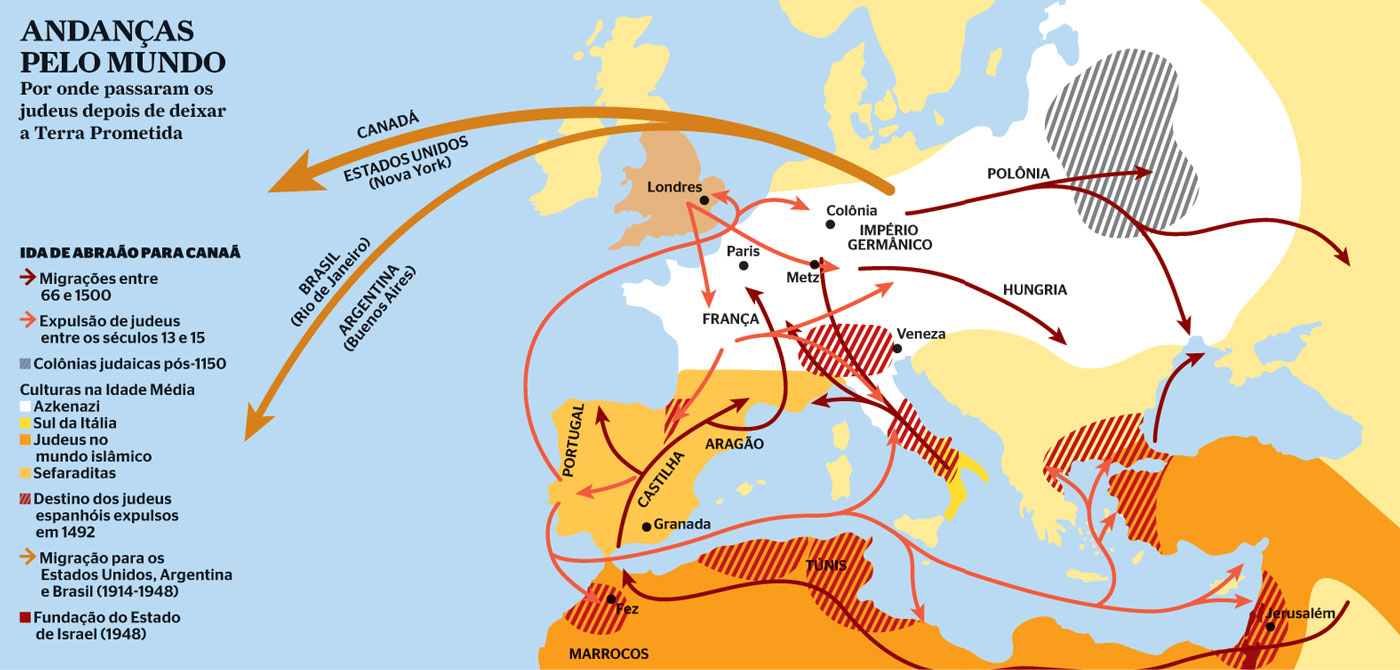 ANDANÇAS
PELO MUNDO
Por onde passaram os
judeus depois de deixar
a Terra Prometida
IDA DE ABRAÃO PARA CANAÃ
Migrações entre
66 e 1500
Expulsão de judeus
entre os séculos 13 e 15
Colônias judaicas pós-1150
Culturas na Idade Média
Azkenazi
Sul da Itália
Judeus no
mundo islâmico
Sefaraditas
Destino dos judeus
espanhóis expulsos
em 1492
Migração para os
Estados Unidos, Argentina
e Brasil (1914-1948)
Fundação do Estado
de Israel (1948)
CANADÁ
ESTADOS UNIDOS
(Nova York)
BRASIL
(Rio de Janeiro)
ARGENTINA
(Buenos Aires)
Londres
Colônia
IMPÉRIO
GERMÂNICO
POLÔNIA
Paris
Metz
HUNGRIA
FRANÇA
Veneza
PORTUGAL
CASTILHA
ARAGÃO
Granada
TÚNIS
Fez
MARROCOS
Jerusalém